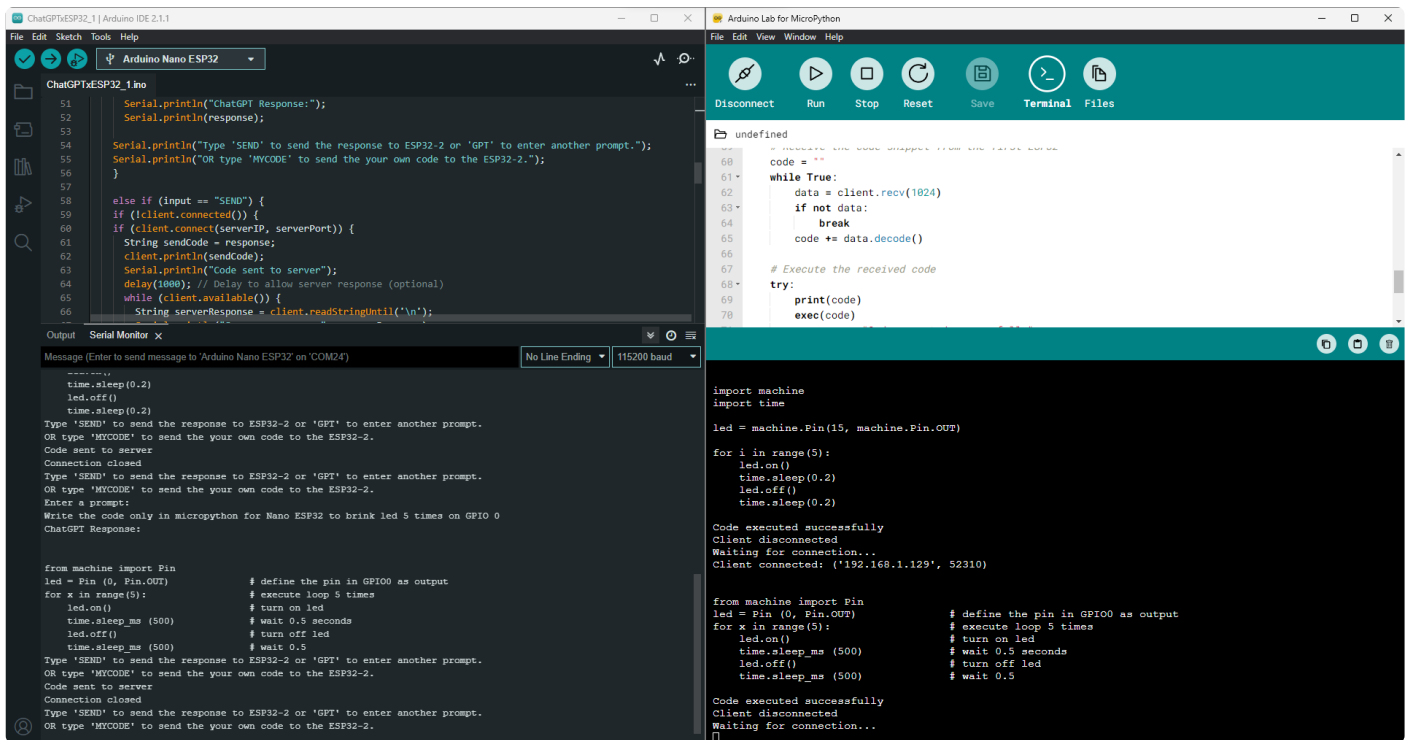 ChatGPTxESP32_1 | Arduino IDE 2.1.1
File Edit Sketch Tools Help
Arduino Nano ESP32
ChatGPTxESP32_1.ino
51 Serial.println("ChatGPT Response:");
52 Serial.println(response);
53
54 Serial.println("Type 'SEND' to send the response to ESP32-2 or 'GPT' to enter another prompt.");
55 Serial.println("OR type 'MYCODE' to send the your own code to the ESP32-2.");
56 }
57
58 else if (input == "SEND") {
59 if (!client.connected()) {
60 if (client.connect(serverIP, serverPort)) {
61 String sendCode = response;
62 client.println(sendCode);
63 Serial.println("Code sent to server");
64 delay(1000); // Delay to allow server response (optional)
65 while (client.available()) {
66 String serverResponse = client.readStringUntil('\n');
Output Serial Monitor x
Message (Enter to send message to 'Arduino Nano ESP32' on 'COM24')
No Line Ending 115200 baud
time.sleep(0.2)
led.off()
time.sleep(0.2)
Type 'SEND' to send the response to ESP32-2 or 'GPT' to enter another prompt.
OR type 'MYCODE' to send the your own code to the ESP32-2.
Code sent to server
Connection closed
Type 'SEND' to send the response to ESP32-2 or 'GPT' to enter another prompt.
OR type 'MYCODE' to send the your own code to the ESP32-2.
Enter a prompt:
Write the code only in micropython for Nano ESP32 to brink led 5 times on GPIO 0
ChatGPT Response:
from machine import Pin
led = Pin (0, Pin.OUT) # define the pin in GPIO0 as output
for x in range(5): # execute loop 5 times
led.on() # turn on led
time.sleep_ms (500) # wait 0.5 seconds
led.off() # turn off led
time.sleep_ms (500) # wait 0.5
Type 'SEND' to send the response to ESP32-2 or 'GPT' to enter another prompt.
OR type 'MYCODE' to send the your own code to the ESP32-2.
Code sent to server
Connection closed
Type 'SEND' to send the response to ESP32-2 or 'GPT' to enter another prompt.
OR type 'MYCODE' to send the your own code to the ESP32-2.
Arduino Lab for MicroPython
File Edit View Window Help
Disconnect Run Stop Reset Save Terminal Files
undefined
59 # Receive the code snippet from the first ESP32
60 code = ""
61 while True:
62 data = client.recv(1024)
63 if not data:
64 break
65 code += data.decode()
66
67 # Execute the received code
68 try:
69 print(code)
70 exec(code)
import machine
import time
led = machine.Pin(15, machine.Pin.OUT)
for i in range(5):
led.on()
time.sleep(0.2)
led.off()
time.sleep(0.2)
Code executed successfully
Client disconnected
Waiting for connection...
Client connected: ('192.168.1.129', 52310)
from machine import Pin
led = Pin (0, Pin.OUT) # define the pin in GPIO0 as output
for x in range(5): # execute loop 5 times
led.on() # turn on led
time.sleep_ms (500) # wait 0.5 seconds
led.off() # turn off led
time.sleep_ms (500) # wait 0.5
Code executed successfully
Client disconnected
Waiting for connection...